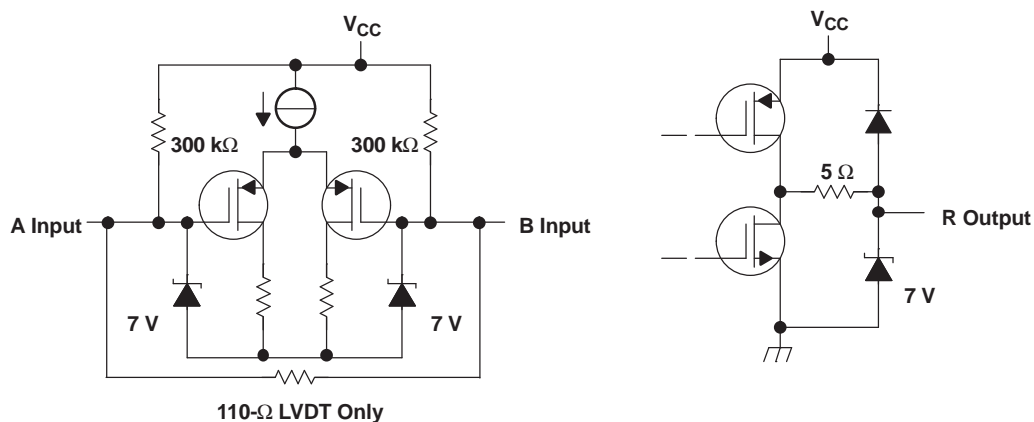 VCC
300 kΩ
300 kΩ
A Input
B Input
7 V
7 V
110-Ω LVDT Only
VCC
5 Ω
R Output
7 V